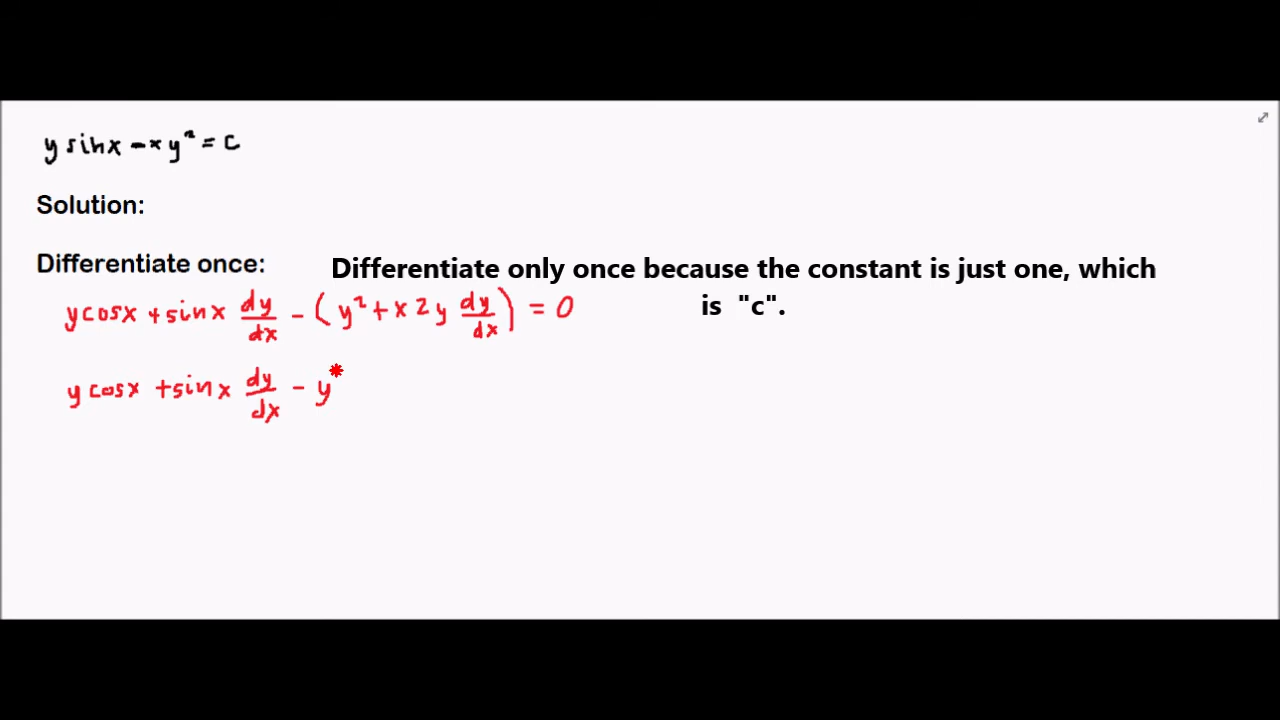 y sinx - xy² = c
Solution:
Differentiate once:
Differentiate only once because the constant is just one, which
is "c".
ycosx + sinx dy/dx - (y² + x2y dy/dx) = 0
ycosx + sinx dy/dx - y